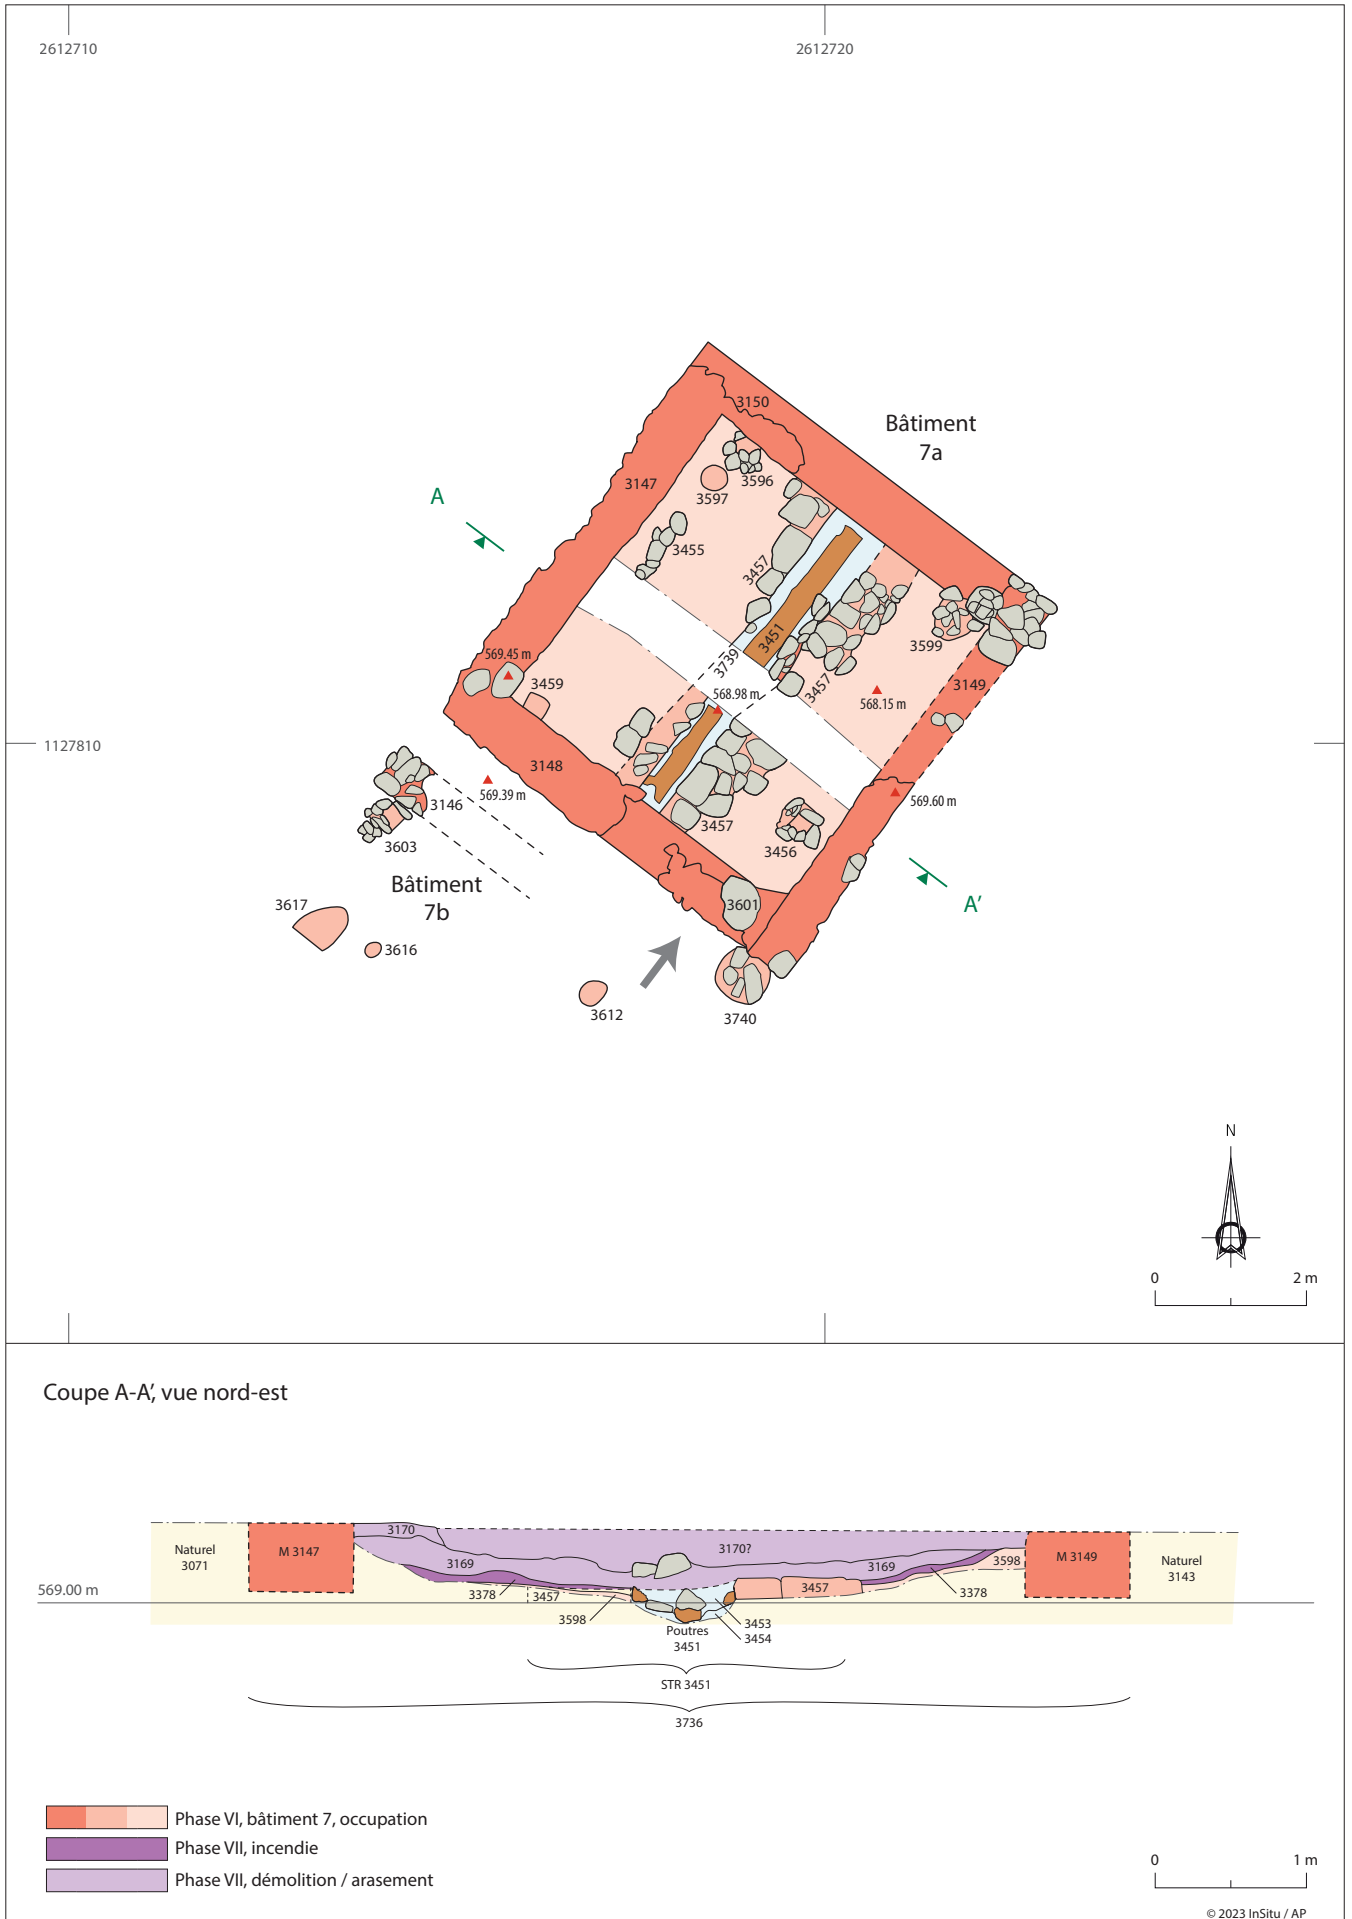 2612710
2612720
3150
Bâtiment
7a
3147
A
3596
3597
3455
3457
3451
3599
3739
3149
569.45 m
3459
3457
568.98 m
568.15 m
1127810
3148
569.39 m
569.60 m
3146
3457
3603
3456
Bâtiment
7b
A’
3617
3601
3616
3612
3740
N
0 2 m
Coupe A-A’, vue nord-est
3170
Naturel
3071
M 3147
3170?
M 3149
3169
3169
3598
Naturel
3143
569.00 m
3378
3457
3457
3378
3598
3453
Poutres
3451
3454
STR 3451
3736
Phase VI, bâtiment 7, occupation
Phase VII, incendie
Phase VII, démolition / arasement
0 1 m
© 2023 InSitu / AP